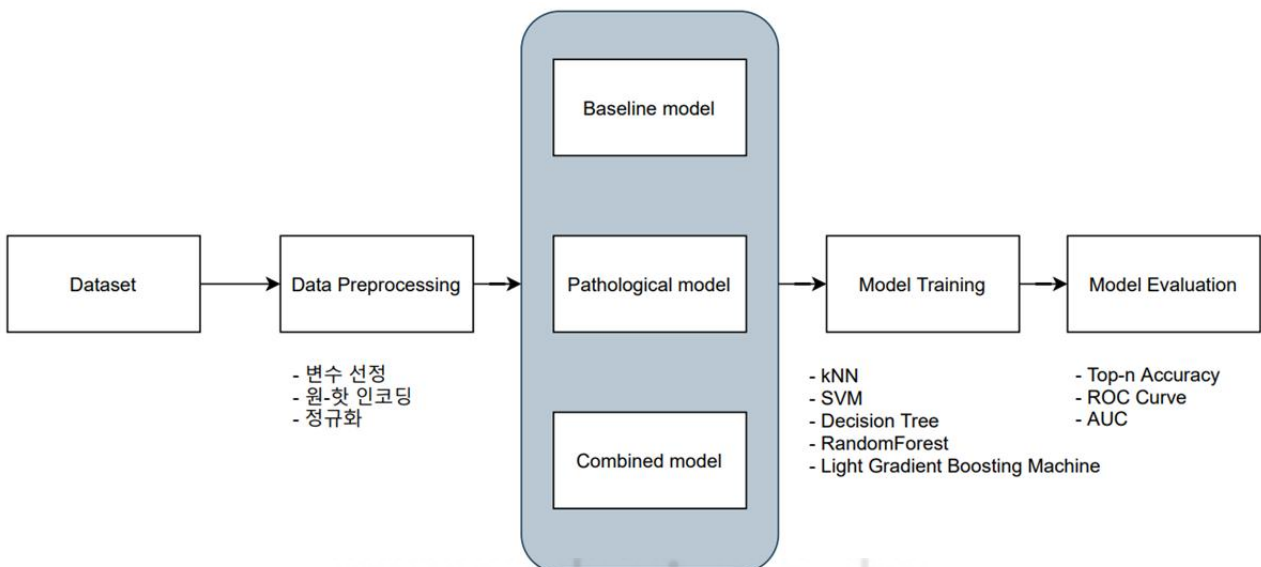 Baseline model
Dataset
Data Preprocessing
Pathological model
Model Training
Model Evaluation
- 변수 선정
- 원-핫 인코딩
- 정규화
- kNN
- SVM
- Decision Tree
- RandomForest
- Light Gradient Boosting Machine
- Top-n Accuracy
- ROC Curve
- AUC
Combined model